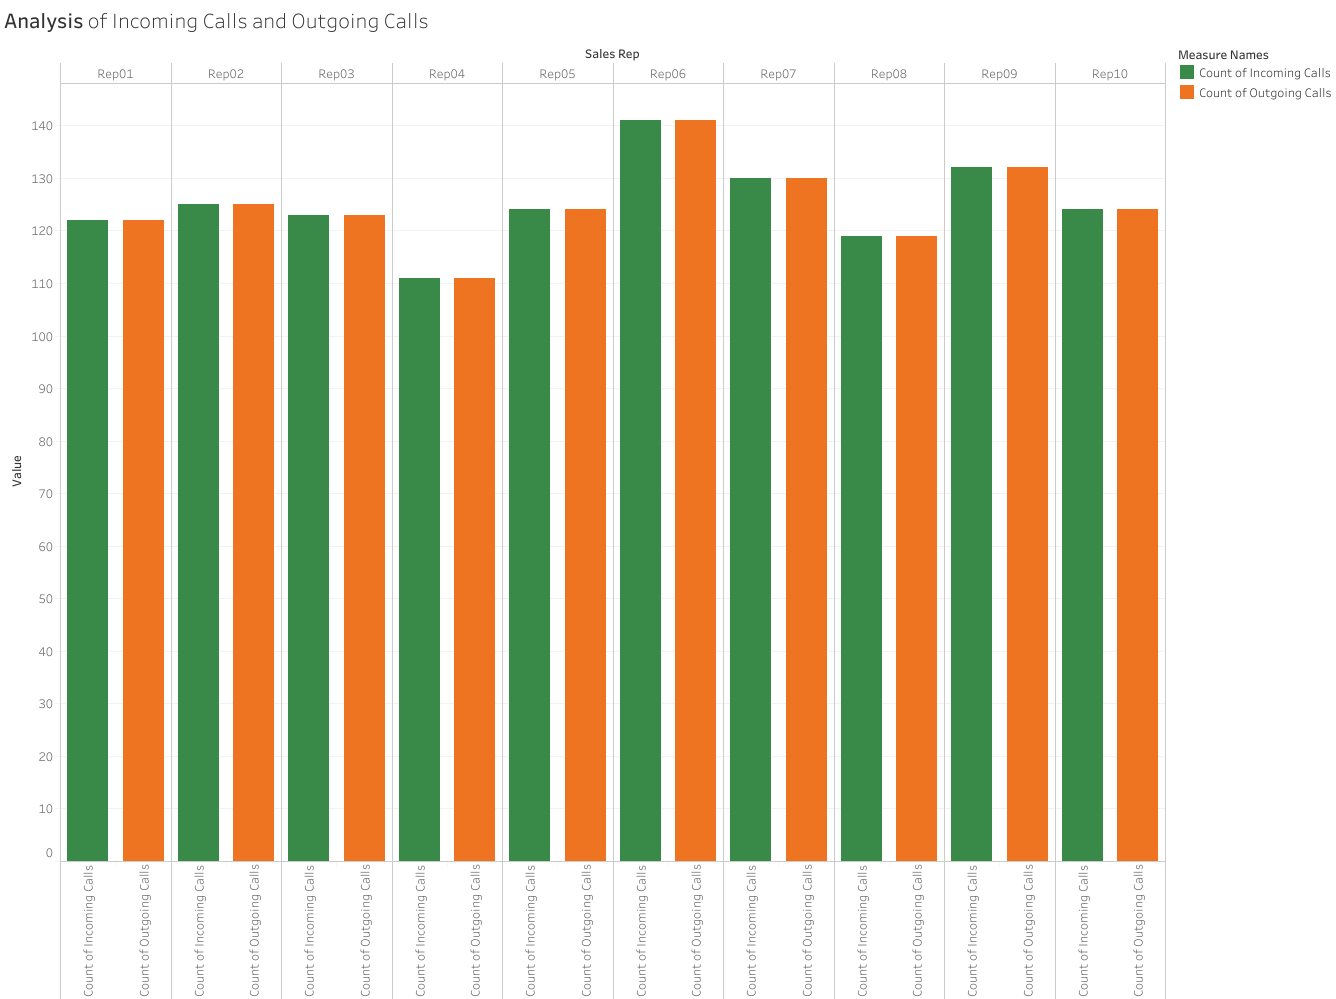 Analysis of Incoming Calls and Outgoing Calls
Sales Rep
Rep01 Rep02 Rep03 Rep04 Rep05 Rep06 Rep07 Rep08 Rep09 Rep10
Measure Names
Count of Incoming Calls
Count of Outgoing Calls
Value
140
130
120
110
100
90
80
70
60
50
40
30
20
10
0
Count of Incoming Calls
Count of Outgoing Calls
Count of Incoming Calls
Count of Outgoing Calls
Count of Incoming Calls
Count of Outgoing Calls
Count of Incoming Calls
Count of Outgoing Calls
Count of Incoming Calls
Count of Outgoing Calls
Count of Incoming Calls
Count of Outgoing Calls
Count of Incoming Calls
Count of Outgoing Calls
Count of Incoming Calls
Count of Outgoing Calls
Count of Incoming Calls
Count of Outgoing Calls
Count of Incoming Calls
Count of Outgoing Calls